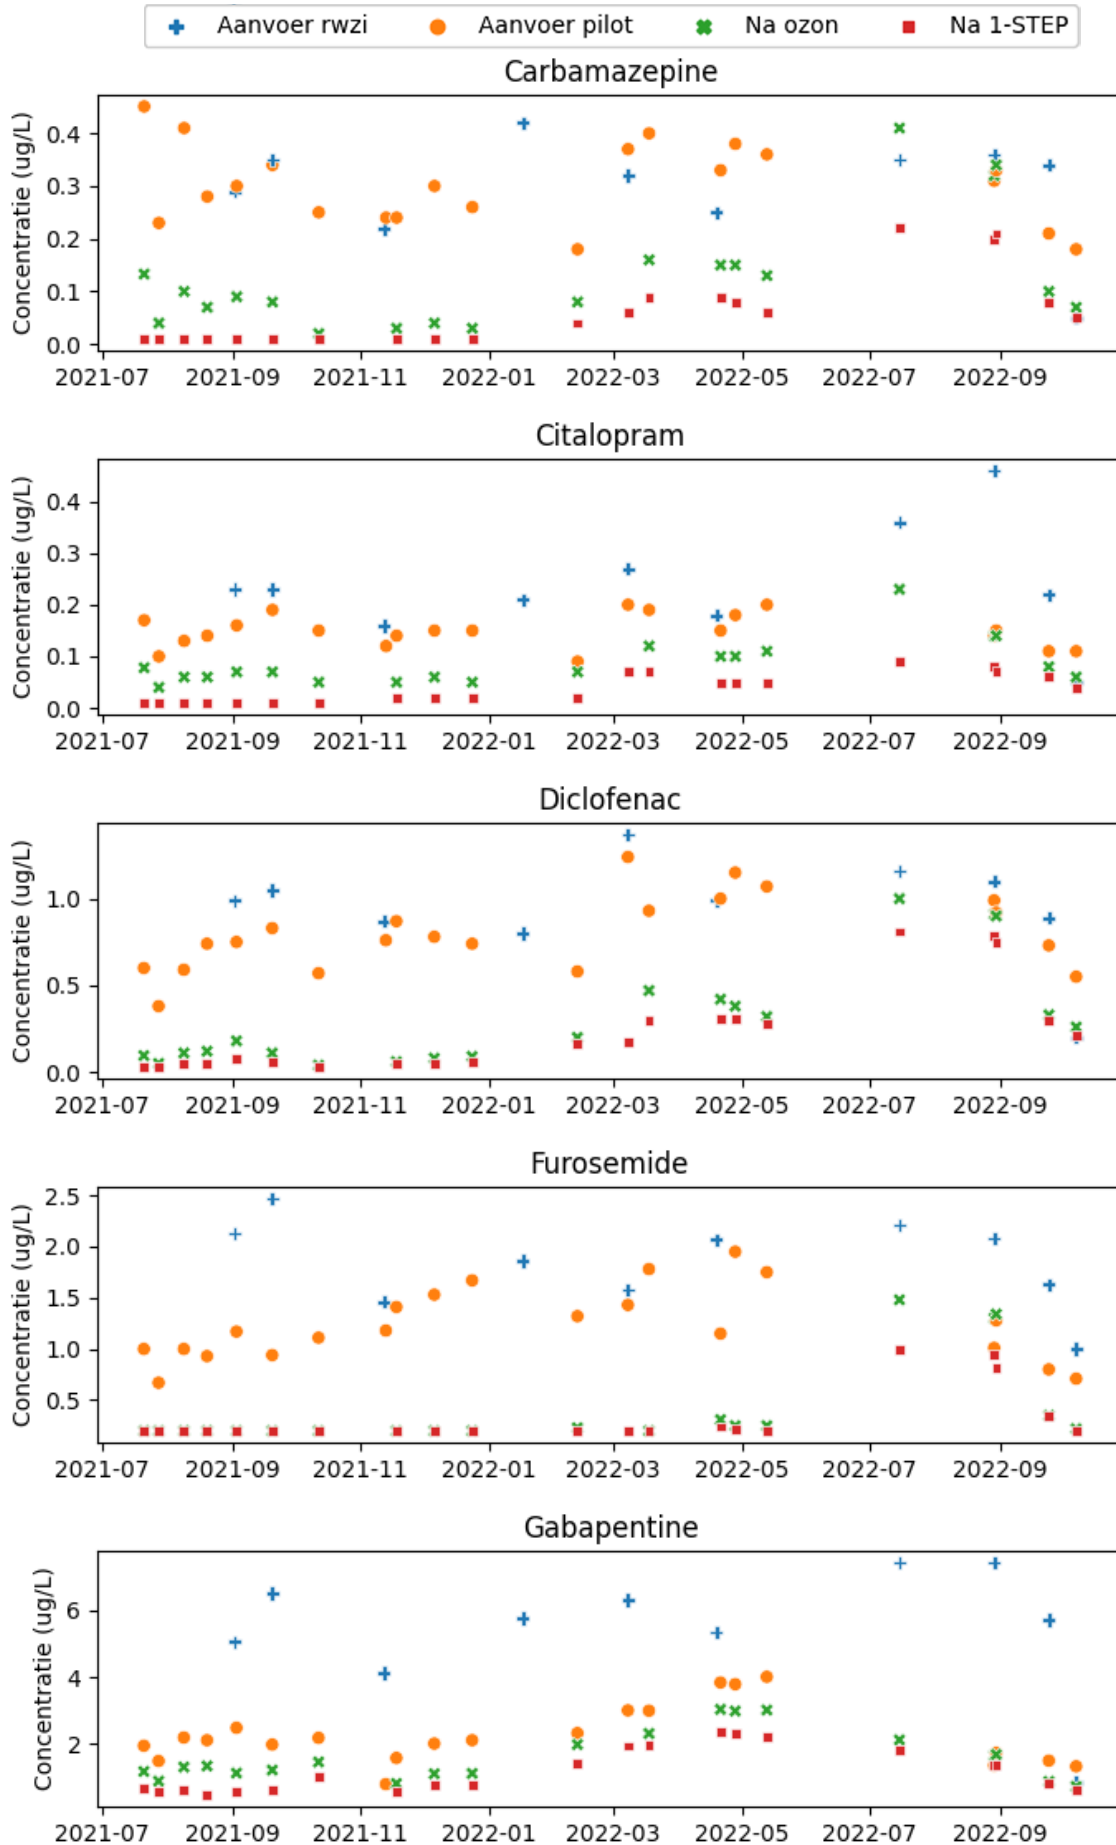 Aanvoer rwzi Aanvoer pilot Na ozon Na 1-STEP
Carbamazepine
Concentratie (ug/L)
0.4
0.3
0.2
0.1
0.0
2021-07 2021-09 2021-11 2022-01 2022-03 2022-05 2022-07 2022-09
Citalopram
Concentratie (ug/L)
0.4
0.3
0.2
0.1
0.0
2021-07 2021-09 2021-11 2022-01 2022-03 2022-05 2022-07 2022-09
Diclofenac
Concentratie (ug/L)
1.0
0.5
0.0
2021-07 2021-09 2021-11 2022-01 2022-03 2022-05 2022-07 2022-09
Furosemide
Concentratie (ug/L)
2.5
2.0
1.5
1.0
0.5
2021-07 2021-09 2021-11 2022-01 2022-03 2022-05 2022-07 2022-09
Gabapentine
Concentratie (ug/L)
6
4
2
2021-07 2021-09 2021-11 2022-01 2022-03 2022-05 2022-07 2022-09